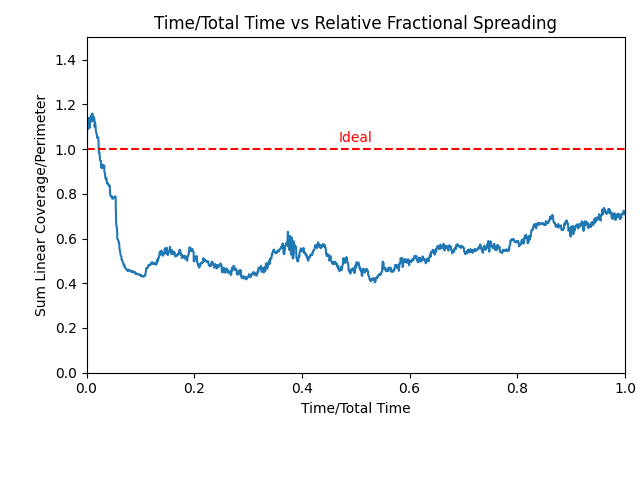 Time/Total Time vs Relative Fractional Spreading
Sum Linear Coverage/Perimeter
1.4
1.2
1.0
0.8
0.6
0.4
0.2
0.0
Ideal
0.0 0.2 0.4 0.6 0.8 1.0
Time/Total Time